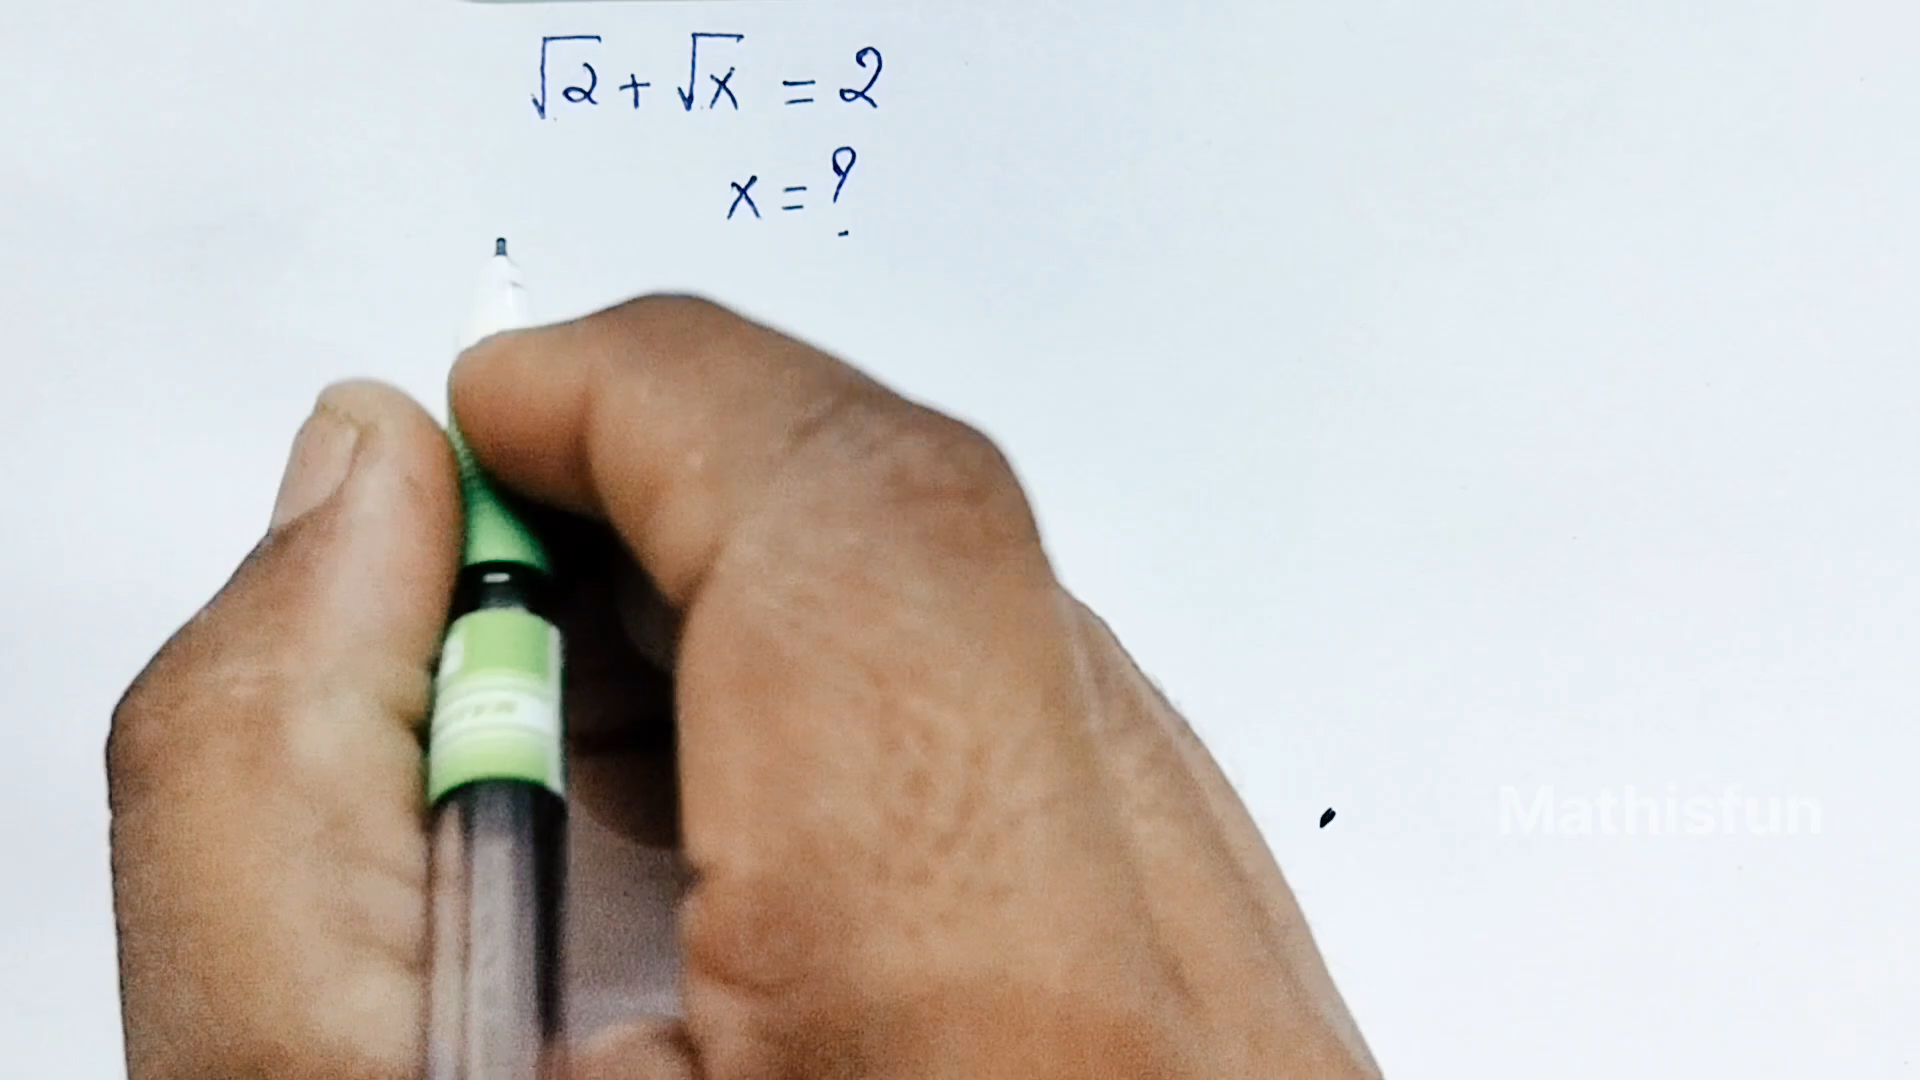 √2 + √x = 2
x = ?
Mathisfun